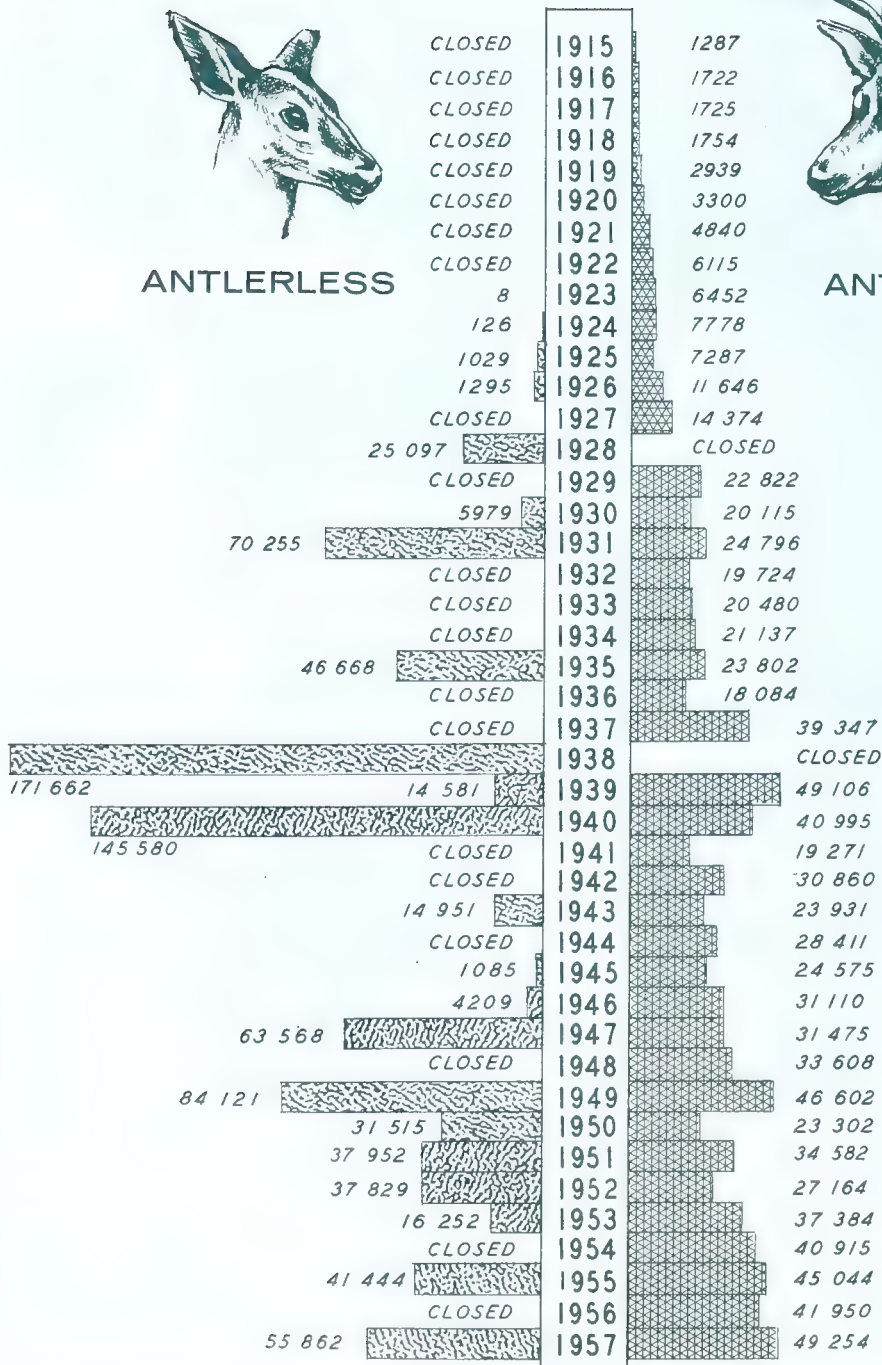 CLOSED 1915 1287
CLOSED 1916 1722
CLOSED 1917 1725
CLOSED 1918 1754
CLOSED 1919 2939
CLOSED 1920 3300
CLOSED 1921 4840
CLOSED 1922 6115
ANTLERLESS ANT
8 1923 6452
126 1924 7778
1029 1925 7287
1295 1926 11 646
CLOSED 1927 14 374
25 097 1928 CLOSED
CLOSED 1929 22 822
5979 1930 20 115
70 255 1931 24 796
CLOSED 1932 19 724
CLOSED 1933 20 480
CLOSED 1934 21 137
46 668 1935 23 802
CLOSED 1936 18 084
CLOSED 1937 39 347
171 662 1938 CLOSED
14 581 1939 49 106
145 580 1940 40 995
CLOSED 1941 19 271
CLOSED 1942 30 860
14 951 1943 23 931
CLOSED 1944 28 411
1085 1945 24 575
4209 1946 31 110
63 568 1947 31 475
CLOSED 1948 33 608
84 121 1949 46 602
31 515 1950 23 302
37 952 1951 34 582
37 829 1952 27 164
16 252 1953 37 384
CLOSED 1954 40 915
41 444 1955 45 044
CLOSED 1956 41 950
55 862 1957 49 254